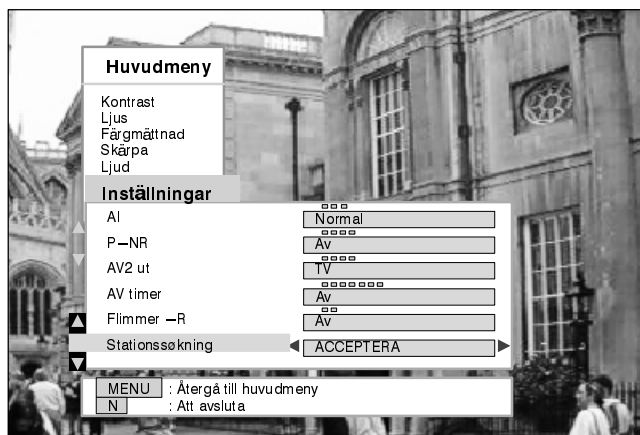 Huvudmeny
Kontrast
Ljus
Färgmättnad
Skärpa
Ljud
Inställningar
AI Normal
P–NR Av
AV2 ut TV
AV timer Av
Flimmer –R Av
Stationssøkning ACCEPTERA
MENU : Återgå till huvudmeny
N : Att avsluta